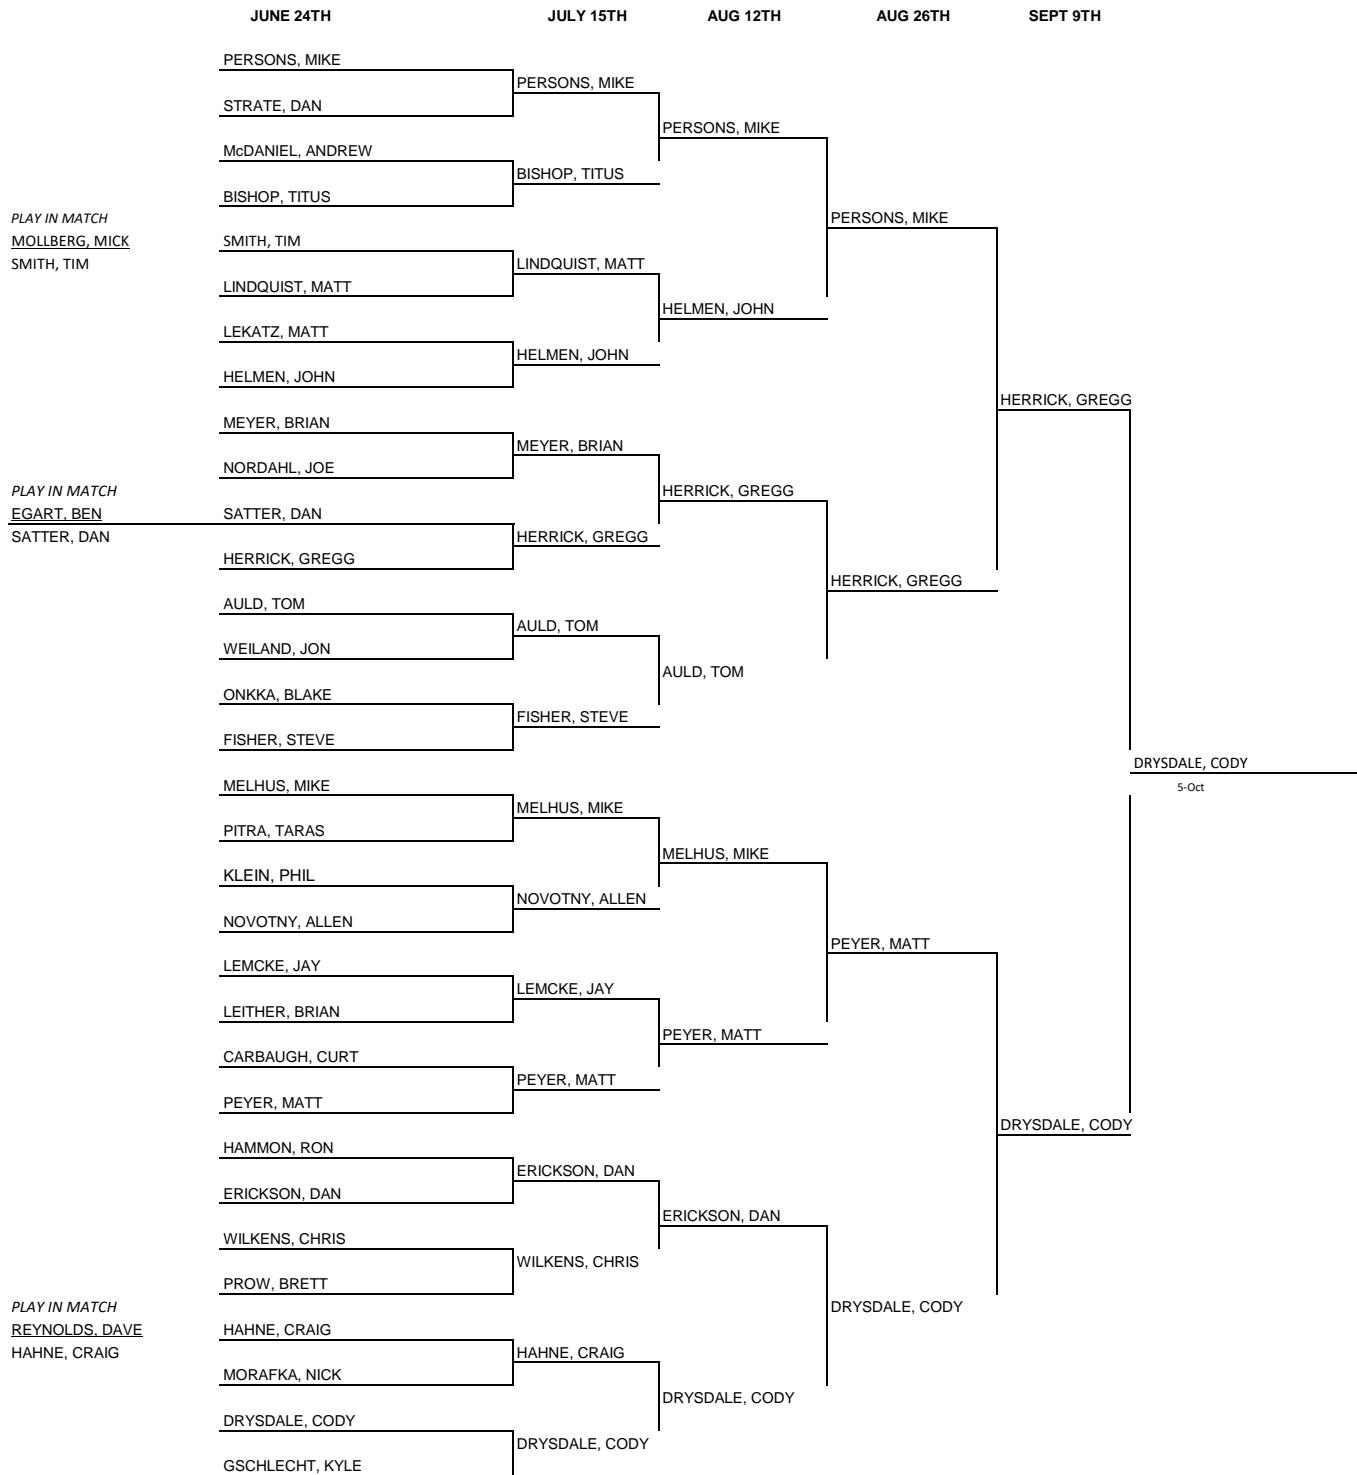 JUNE 24TH JULY 15TH AUG 12TH AUG 26TH SEPT 9TH
PERSONS, MIKE
PERSONS, MIKE
STRATE, DAN
PERSONS, MIKE
McDANIEL, ANDREW
BISHOP, TITUS
BISHOP, TITUS
PLAY IN MATCH PERSONS, MIKE
MOLLBERG, MICK SMITH, TIM
SMITH, TIM LINDQUIST, MATT
LINDQUIST, MATT
HELMEN, JOHN
LEKATZ, MATT
HELMEN, JOHN
HELMEN, JOHN
HERRICK, GREGG
MEYER, BRIAN
MEYER, BRIAN
NORDAHL, JOE
PLAY IN MATCH HERRICK, GREGG
EGART, BEN SATTER, DAN
SATTER, DAN HERRICK, GREGG
HERRICK, GREGG
HERRICK, GREGG
AULD, TOM
AULD, TOM
WEILAND, JON
AULD, TOM
ONKKA, BLAKE
FISHER, STEVE
FISHER, STEVE
DRYSDALE, CODY
MELHUS, MIKE 5-Oct
MELHUS, MIKE
PITRA, TARAS
MELHUS, MIKE
KLEIN, PHIL
NOVOTNY, ALLEN
NOVOTNY, ALLEN
PEYER, MATT
LEMCKE, JAY
LEMCKE, JAY
LEITHER, BRIAN
PEYER, MATT
CARBAUGH, CURT
PEYER, MATT
PEYER, MATT
DRYSDALE, CODY
HAMMON, RON
ERICKSON, DAN
ERICKSON, DAN
ERICKSON, DAN
WILKENS, CHRIS
WILKENS, CHRIS
PROW, BRETT
PLAY IN MATCH DRYSDALE, CODY
REYNOLDS, DAVE HAHNE, CRAIG
HAHNE, CRAIG HAHNE, CRAIG
MORAFKA, NICK
DRYSDALE, CODY
DRYSDALE, CODY
DRYSDALE, CODY
GSCHLECHT, KYLE